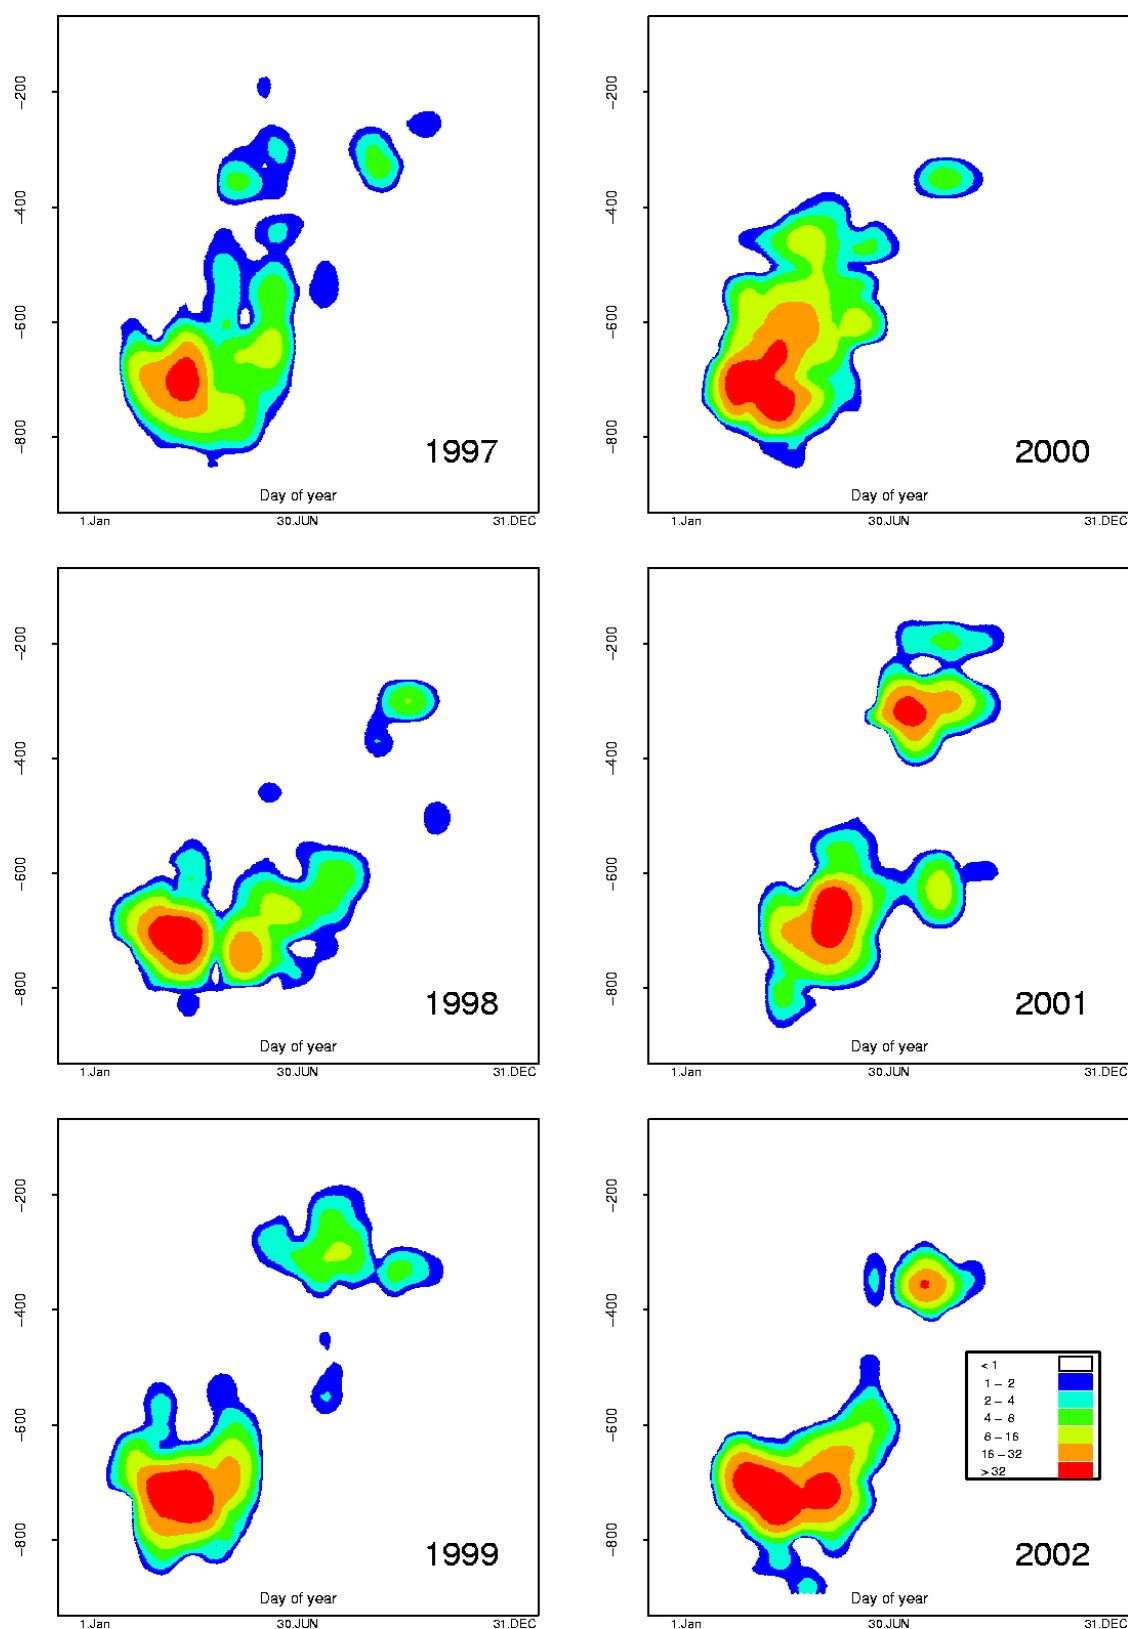 -200
-400
-600
-800
1997
Day of year
1.Jan 30.JUN 31.DEC
-200
-400
-600
-800
2000
Day of year
1.Jan 30.JUN 31.DEC
-200
-400
-600
-800
1998
Day of year
1.Jan 30.JUN 31.DEC
-200
-400
-600
-800
2001
Day of year
1.Jan 30.JUN 31.DEC
-200
-400
-600
-800
1999
Day of year
1.Jan 30.JUN 31.DEC
-200
-400
-600
-800
< 1
1 - 2
2 - 4
4 - 8
8 - 16
16 - 32
> 32
2002
Day of year
1.Jan 30.JUN 31.DEC